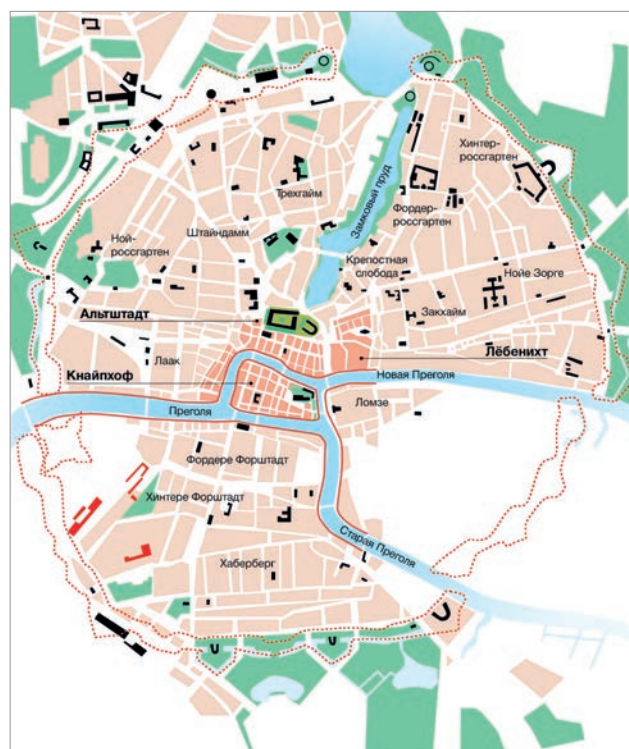 Хинтер-
россгартен
Трехгайм
Замковый пруд
Фордер-
россгартен
Штайндамм
Ной-
россгартен
Крепостная
слобода
Нойе Зорге
Альтштадт
Закхайм
Лаак
Лёбенихт
Кнайпхоф
Новая Преголя
Преголя
Ломзе
Фордере Форштадт
Хинтере Форштадт
Старая Преголя
Хаберберг